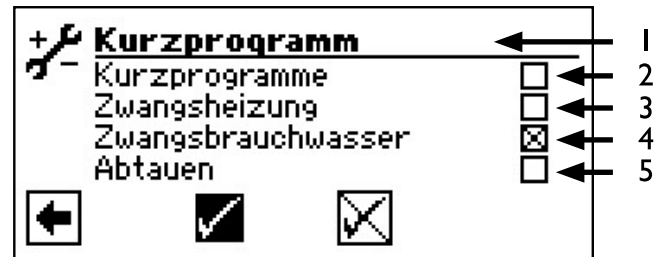 Kurzprogramm 1
Kurzprogramme 2
Zwangsheizung 3
Zwangsbrauchwasser 4
Abtauen 5